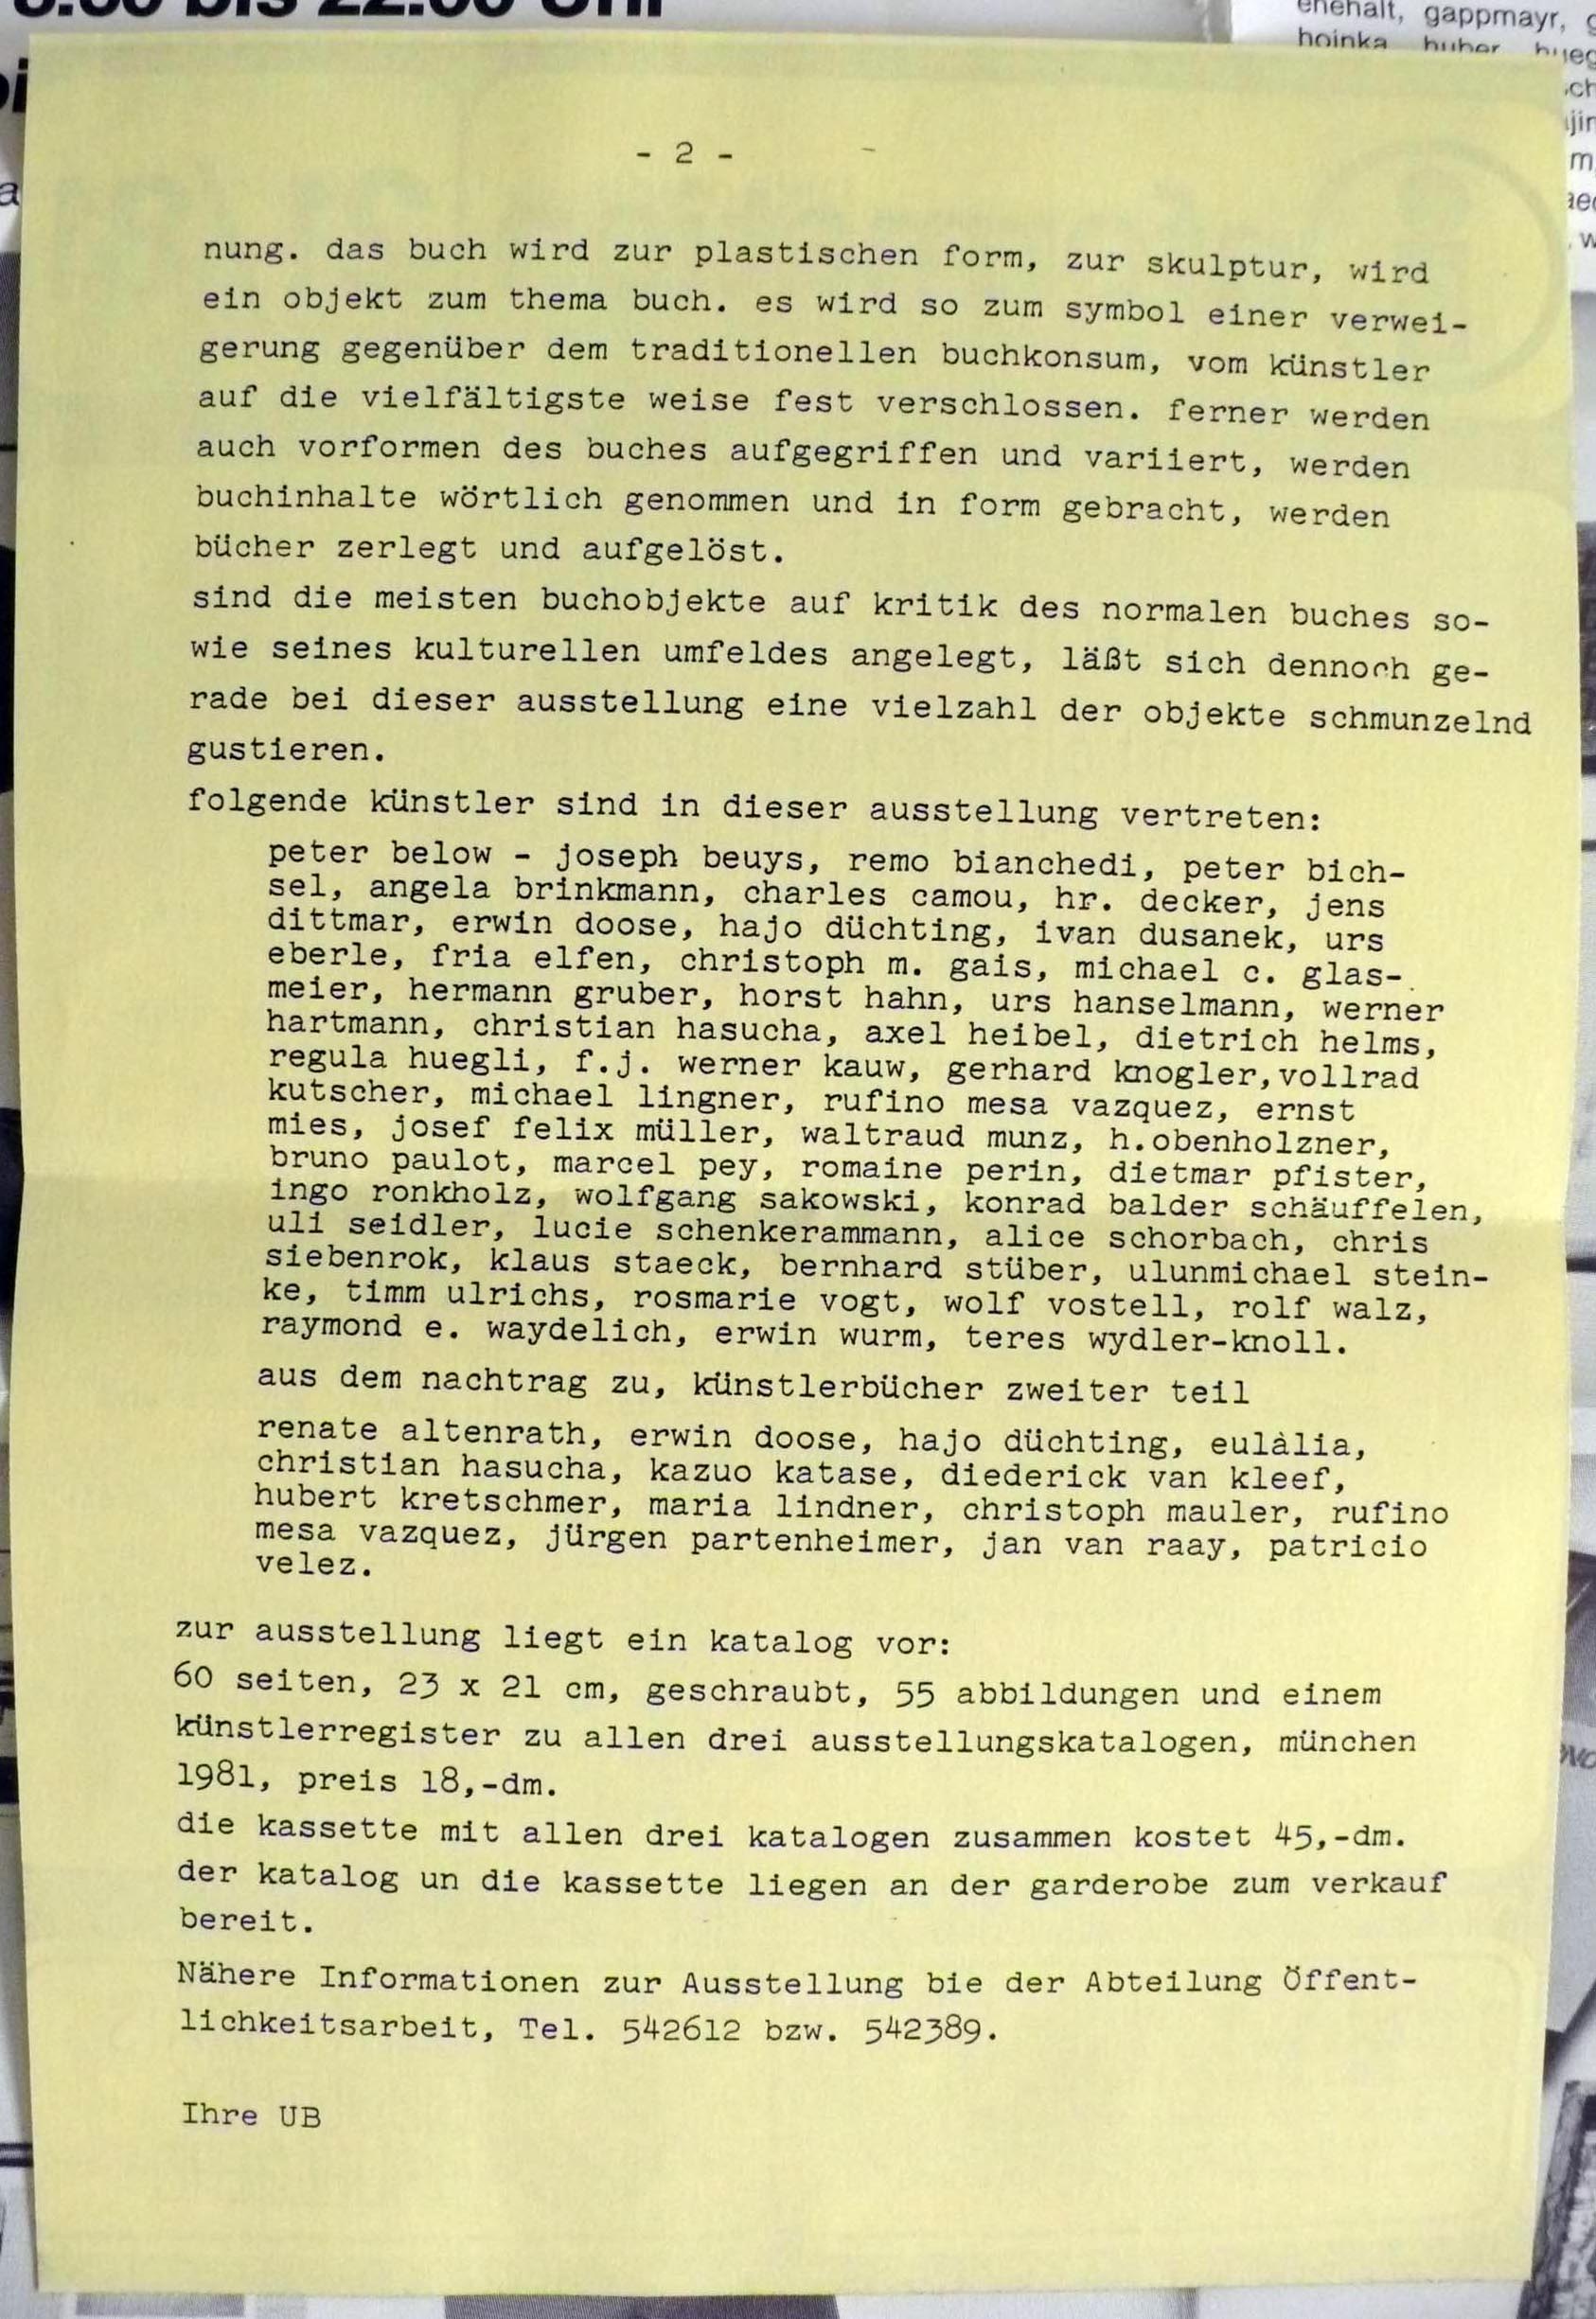 enehalt, gappmayr,
- 2 -
nung. das buch wird zur plastischen form, zur skulptur, wird
ein objekt zum thema buch. es wird so zum symbol einer verwei-
gerung gegenüber dem traditionellen buchkonsum, vom künstler
auf die vielfältigste weise fest verschlossen. ferner werden
auch vorformen des buches aufgegriffen und variiert, werden
buchinhalte wörtlich genommen und in form gebracht, werden
bücher zerlegt und aufgelöst.
sind die meisten buchobjekte auf kritik des normalen buches so-
wie seines kulturellen umfeldes angelegt, läßt sich dennoch ge-
rade bei dieser ausstellung eine vielzahl der objekte schmunzelnd
gustieren.
folgende künstler sind in dieser ausstellung vertreten:
peter below - joseph beuys, remo bianchedi, peter bich-
sel, angela brinkmann, charles camou, hr. decker, jens
dittmar, erwin doose, hajo düchting, ivan dusanek, urs
eberle, fria elfen, christoph m. gais, michael c. glas-
meier, hermann gruber, horst hahn, urs hanselmann, werner
hartmann, christian hasucha, axel heibel, dietrich helms,
regula huegli, f.j. werner kauw, gerhard knogler,vollrad
kutscher, michael lingner, rufino mesa vazquez, ernst
mies, josef felix müller, waltraud munz, h.obenholzner,
bruno paulot, marcel pey, romaine perin, dietmar pfister,
ingo ronkholz, wolfgang sakowski, konrad balder schäuffelen,
uli seidler, lucie schenkerammann, alice schorbach, chris
siebenrok, klaus staeck, bernhard stüber, ulunmichael stein-
ke, timm ulrichs, rosmarie vogt, wolf vostell, rolf walz,
raymond e. waydelich, erwin wurm, teres wydler-knoll.
aus dem nachtrag zu, künstlerbücher zweiter teil
renate altenrath, erwin doose, hajo düchting, eulàlia,
christian hasucha, kazuo katase, diederick van kleef,
hubert kretschmer, maria lindner, christoph mauler, rufino
mesa vazquez, jürgen partenheimer, jan van raay, patricio
velez.
zur ausstellung liegt ein katalog vor:
60 seiten, 23 x 21 cm, geschraubt, 55 abbildungen und einem
künstlerregister zu allen drei ausstellungskatalogen, münchen
1981, preis 18,-dm.
die kassette mit allen drei katalogen zusammen kostet 45,-dm.
der katalog un die kassette liegen an der garderobe zum verkauf
bereit.
Nähere Informationen zur Ausstellung bie der Abteilung Öffent-
lichkeitsarbeit, Tel. 542612 bzw. 542389.
Ihre UB